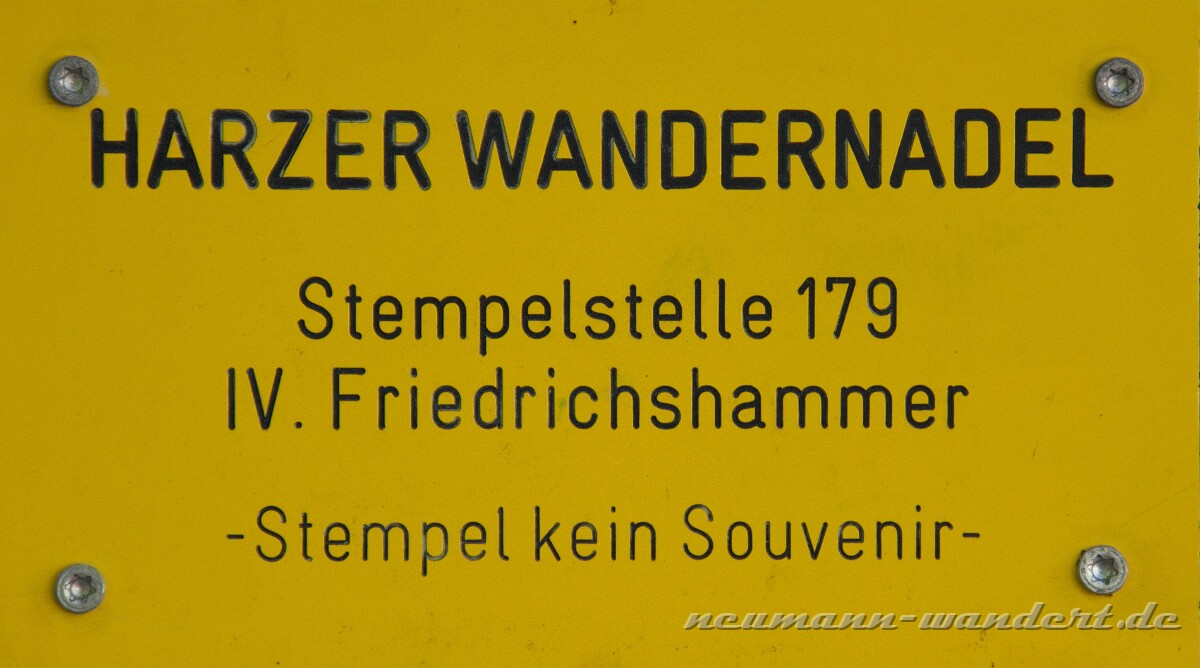 HARZER WANDERNADEL
Stempelstelle 179
IV. Friedrichshammer
-Stempel kein Souvenir-
neumann-wandert.de